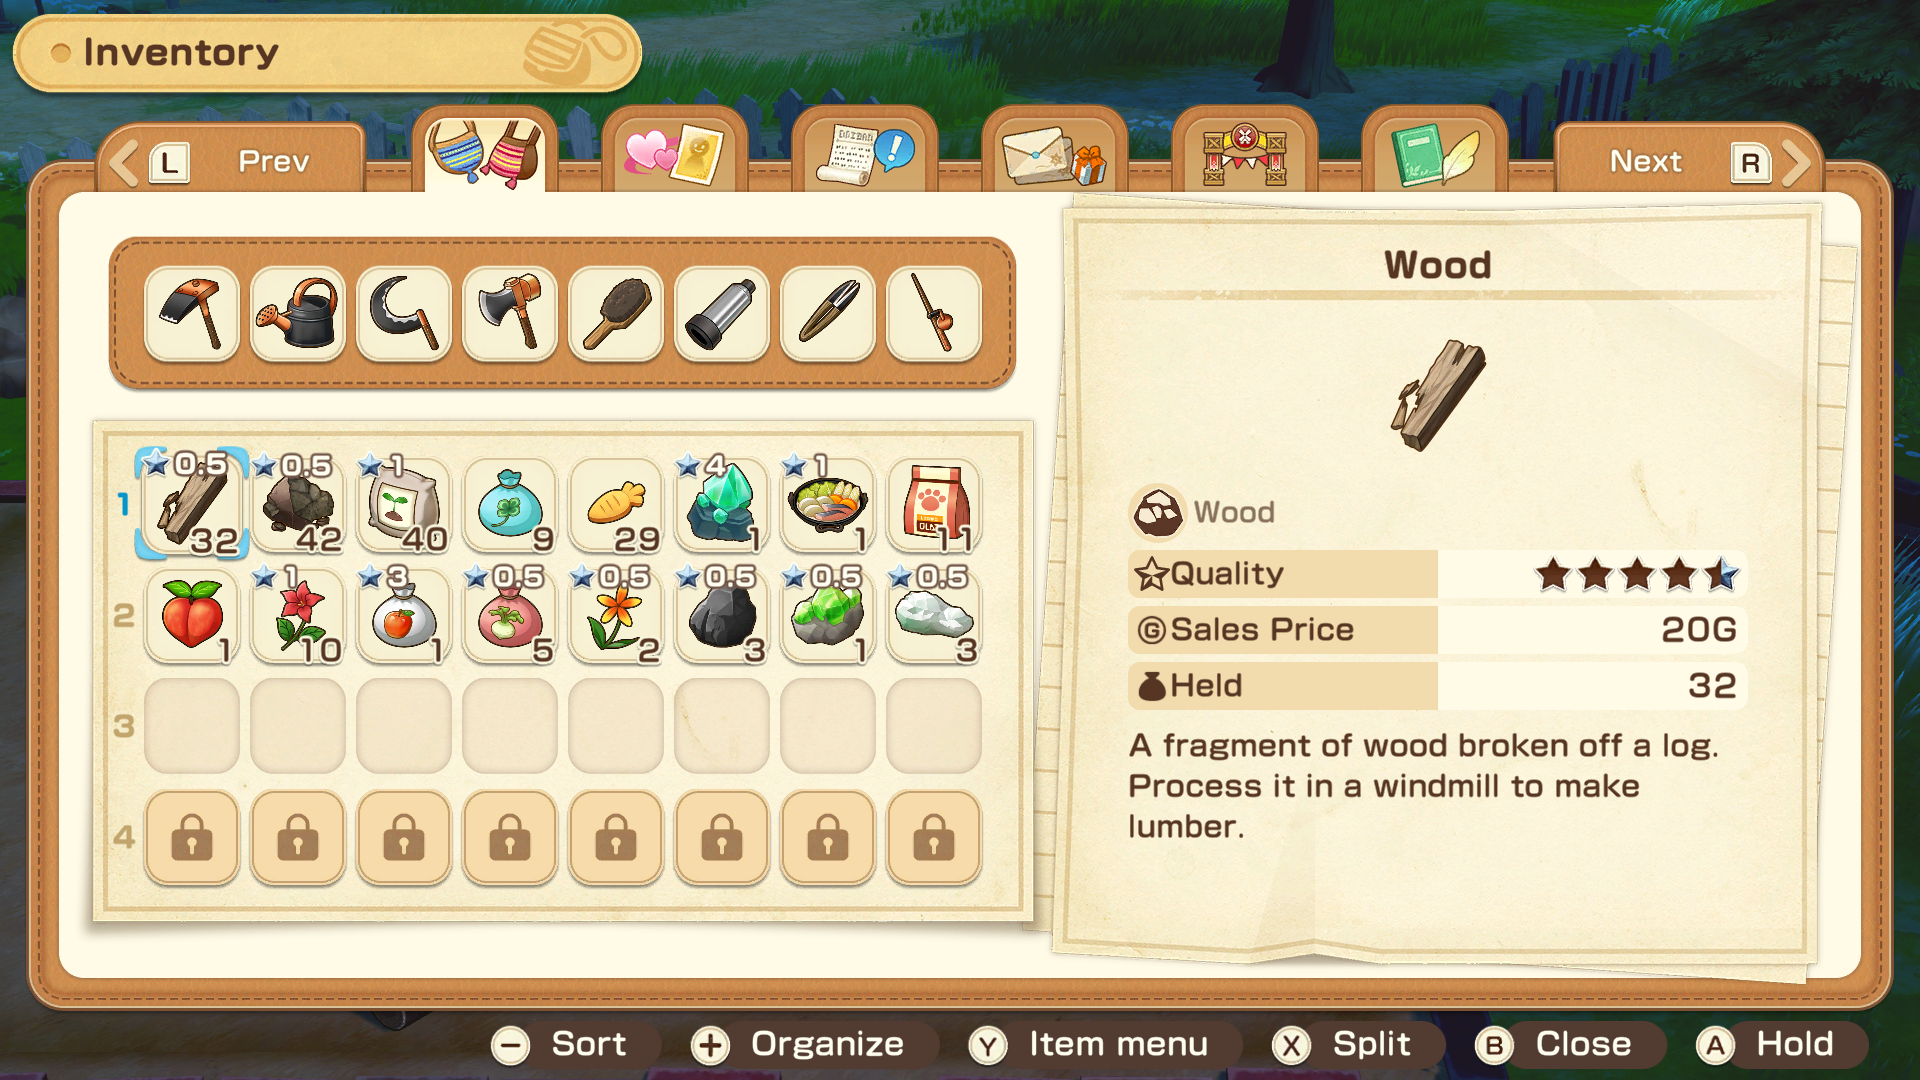 Inventory
L Prev
Next R
Wood
0.5 0.5 1 4 1
1
32 42 40 9 29 1 1 11
1 3 0.5 0.5 0.5 0.5 0.5
2
1 10 1 5 2 3 1 3
3
4
Wood
Quality
G Sales Price 20G
Held 32
A fragment of wood broken off a log.
Process it in a windmill to make
lumber.
Sort + Organize Y Item menu X Split B Close A Hold